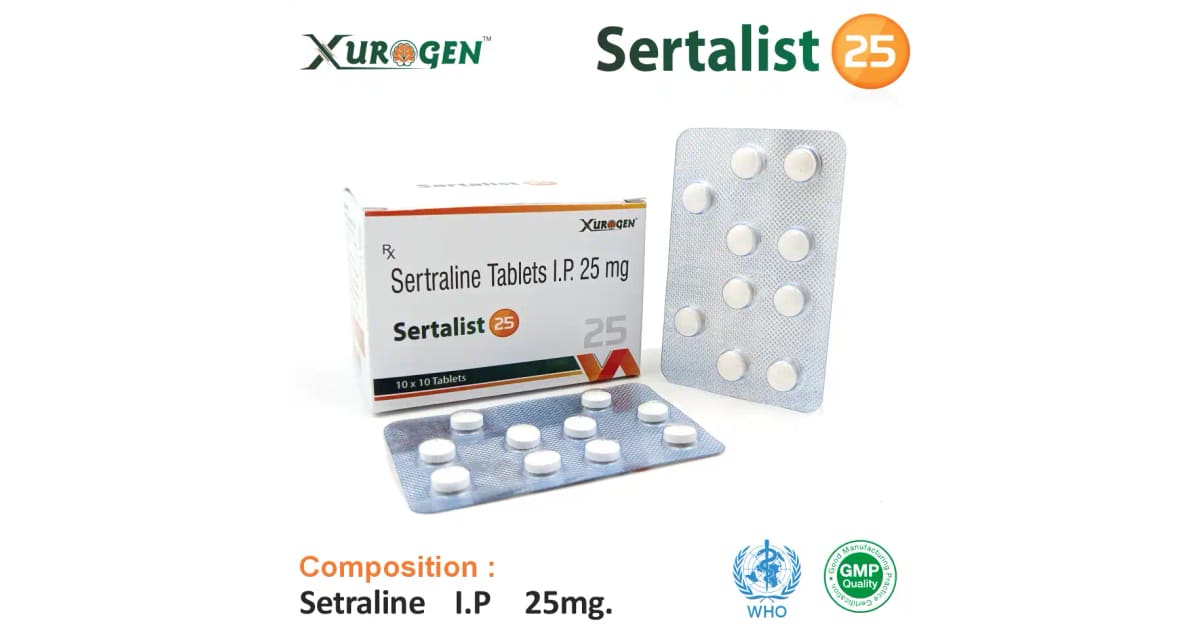 XUROGEN™
Sertalist 25
Sertalist
XUROGEN
Rx
Sertraline Tablets I.P. 25 mg
Sertalist 25
25
10 x 10 Tablets
Composition :
Setraline I.P 25mg.
WHO
Good Manufacturing
GMP
Quality
Practice Certification